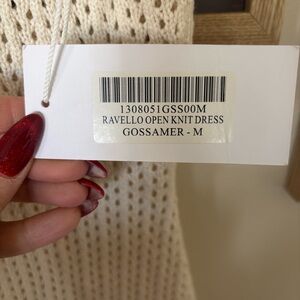 1308051GSS00M
RAVELLO OPEN KNIT DRESS
GOSSAMER - M